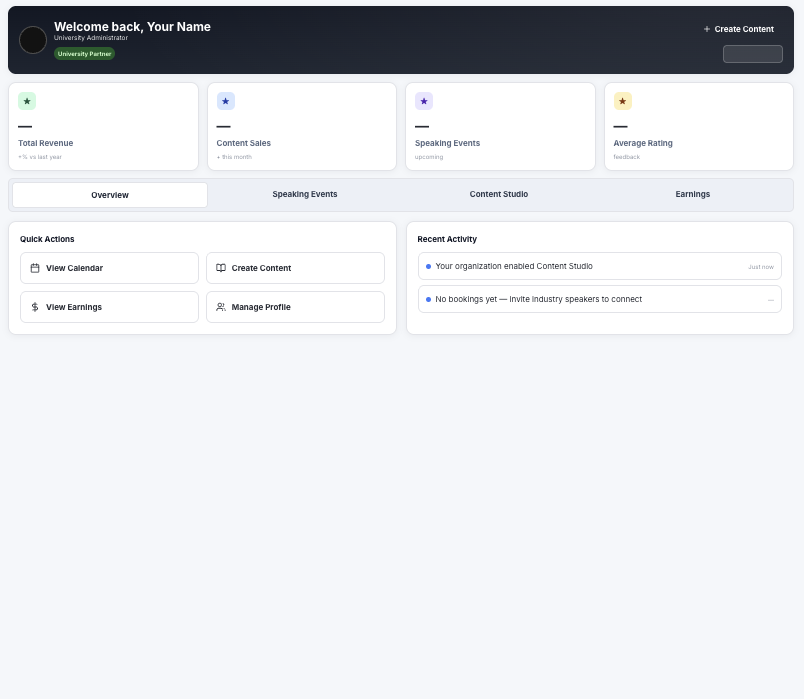 Welcome back, Your Name
University Administrator
University Partner
+ Create Content
—
Total Revenue
+% vs last year
—
Content Sales
+ this month
—
Speaking Events
upcoming
—
Average Rating
feedback
Overview
Speaking Events
Content Studio
Earnings
Quick Actions
View Calendar
Create Content
View Earnings
Manage Profile
Recent Activity
Your organization enabled Content Studio
Just now
No bookings yet — invite industry speakers to connect
—